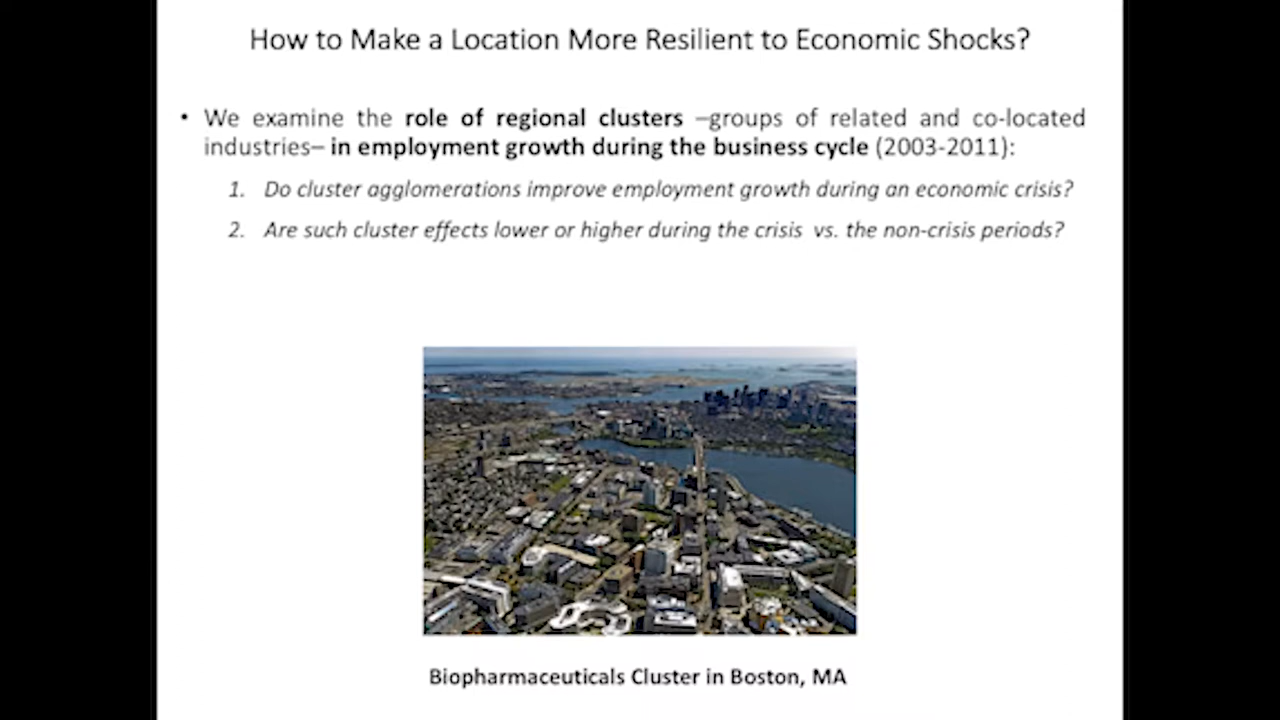 How to Make a Location More Resilient to Economic Shocks?
• We examine the role of regional clusters –groups of related and co-located
industries– in employment growth during the business cycle (2003-2011):
1. Do cluster agglomerations improve employment growth during an economic crisis?
2. Are such cluster effects lower or higher during the crisis vs. the non-crisis periods?
Biopharmaceuticals Cluster in Boston, MA